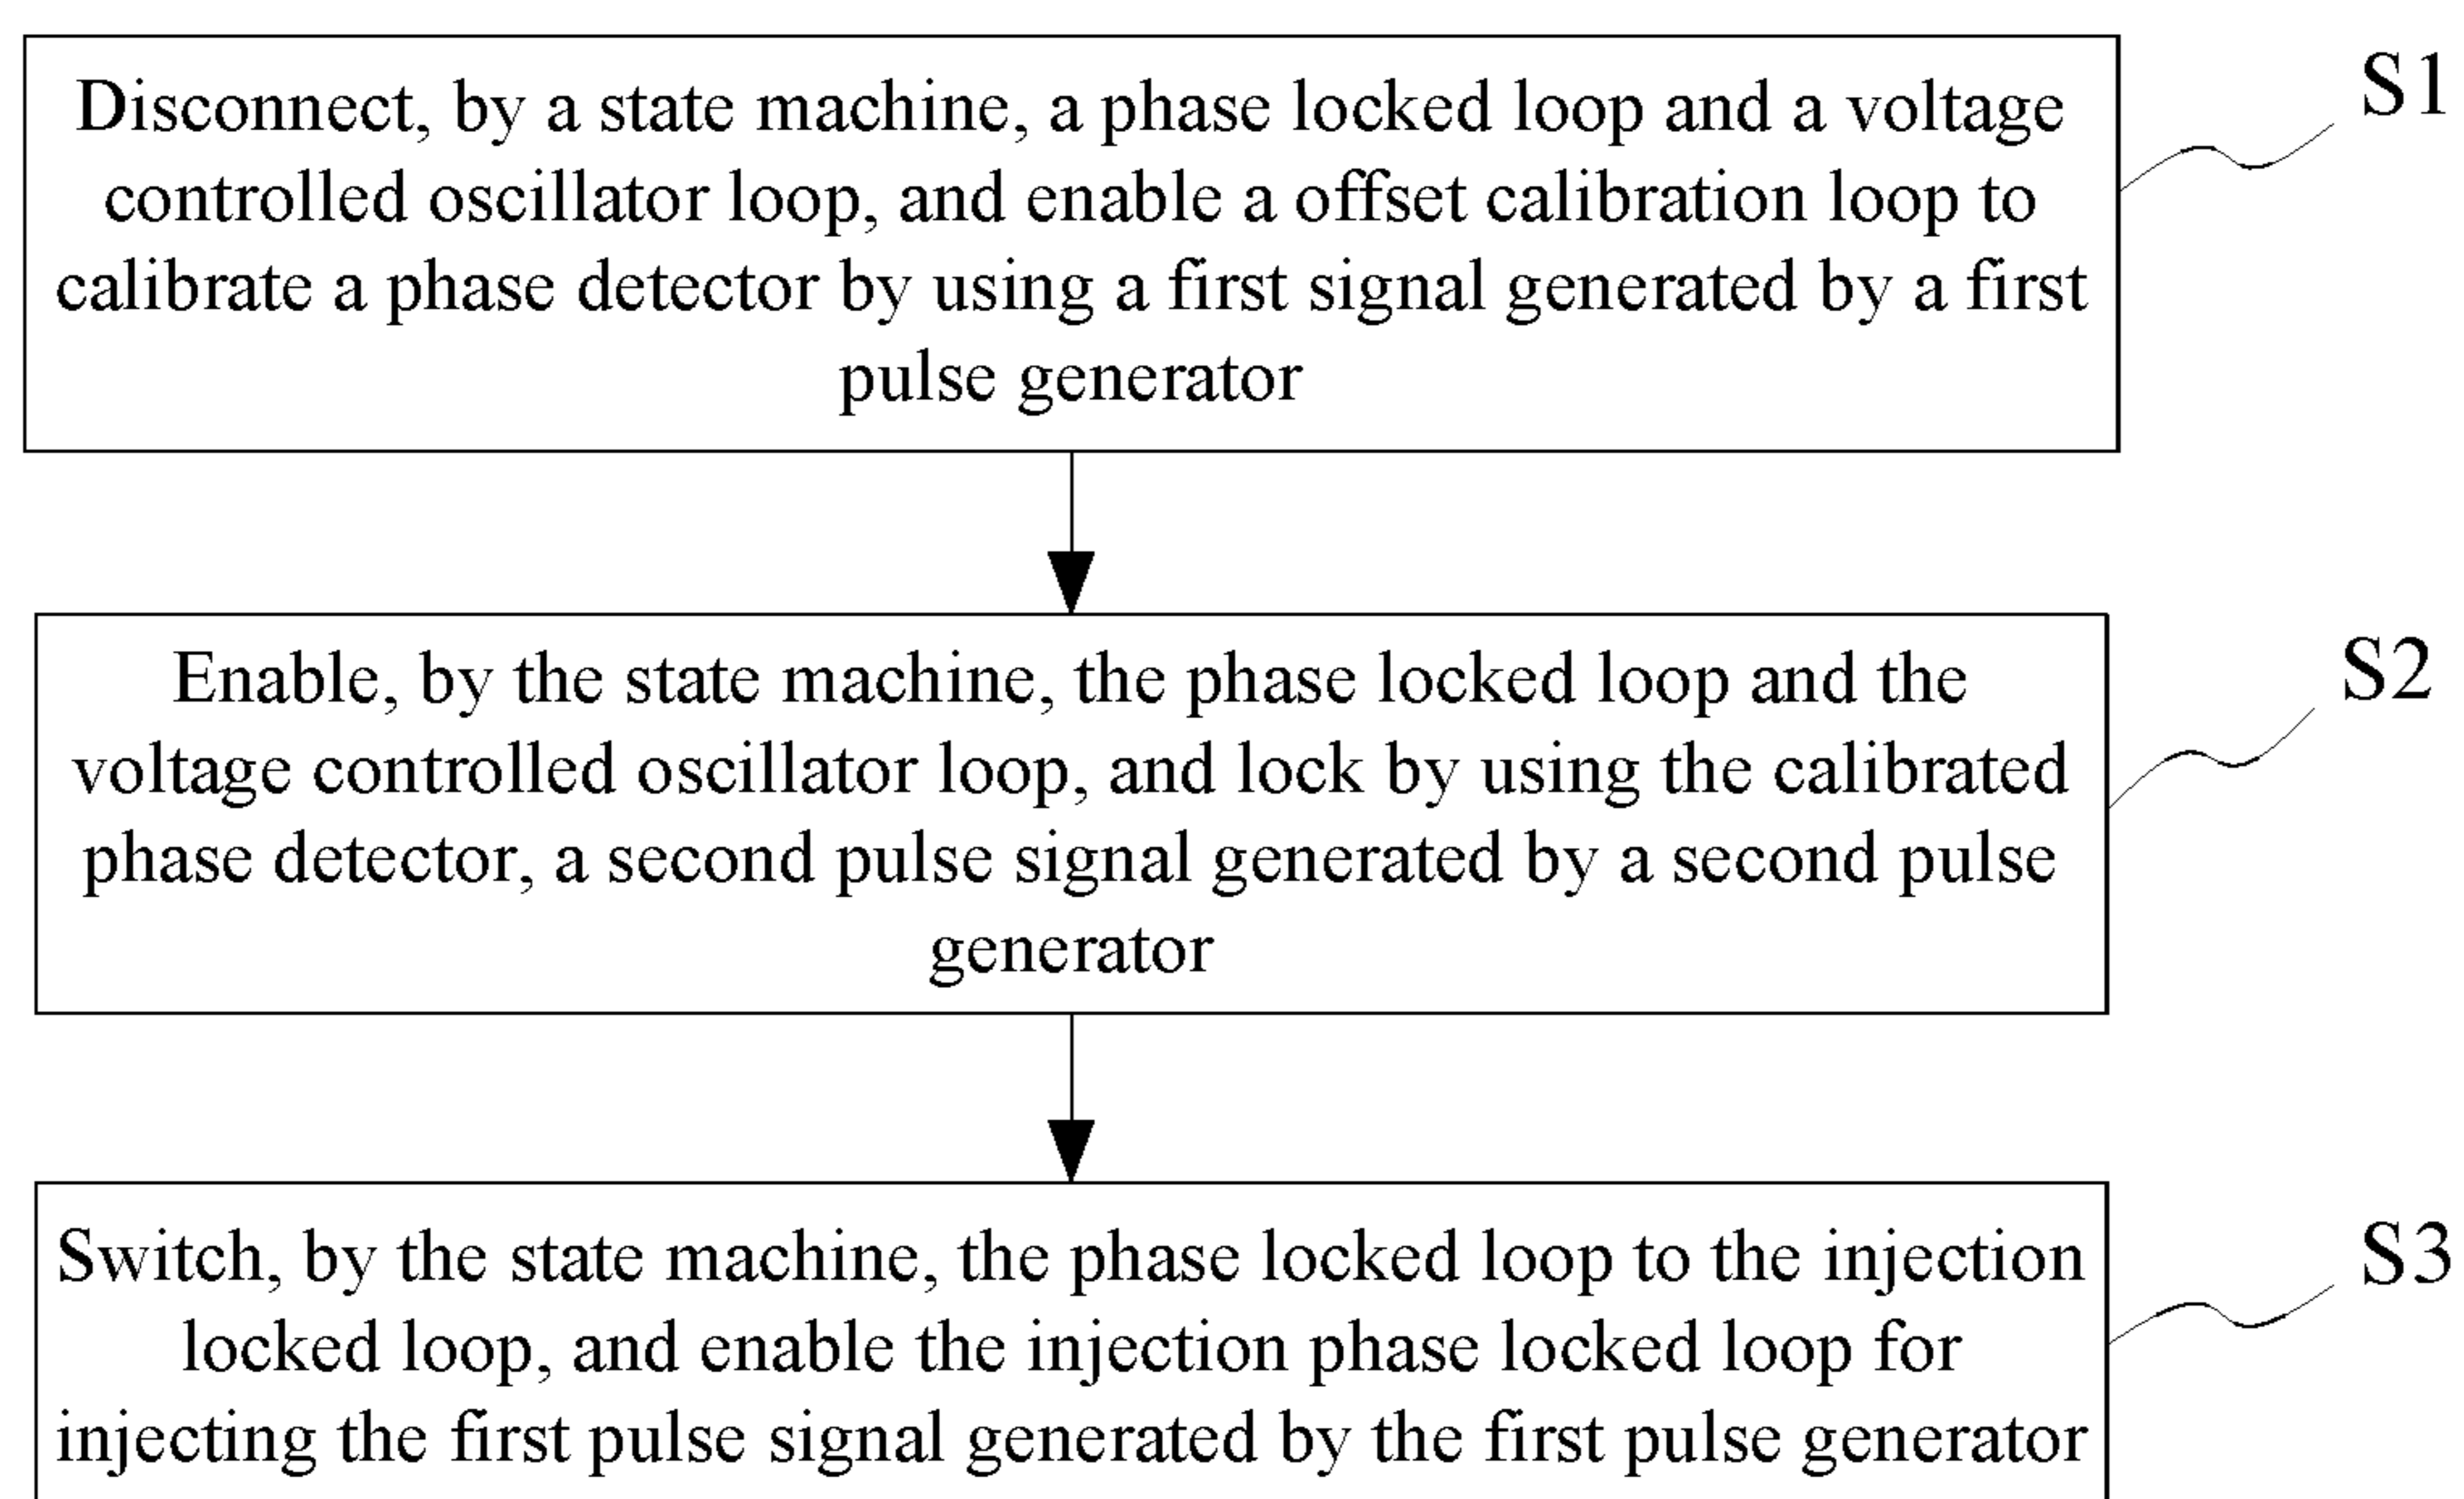 Disconnect, by a state machine, a phase locked loop and a voltage
controlled oscillator loop, and enable a offset calibration loop to
calibrate a phase detector by using a first signal generated by a first
pulse generator
S1
Enable, by the state machine, the phase locked loop and the
voltage controlled oscillator loop, and lock by using the calibrated
phase detector, a second pulse signal generated by a second pulse
generator
S2
Switch, by the state machine, the phase locked loop to the injection
locked loop, and enable the injection phase locked loop for
injecting the first pulse signal generated by the first pulse generator
S3